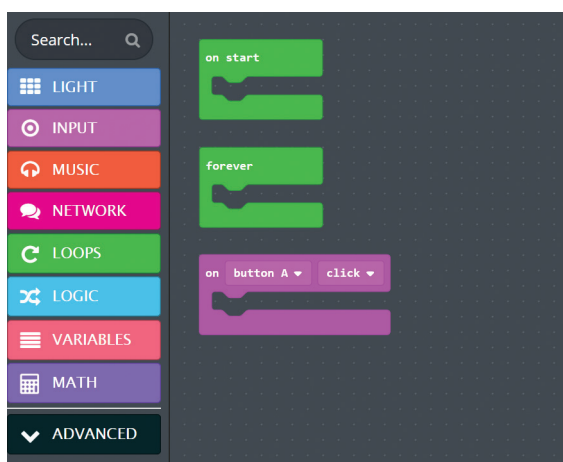 Search...
LIGHT
INPUT
MUSIC
NETWORK
LOOPS
LOGIC
VARIABLES
MATH
ADVANCED
on start
forever
on button A click